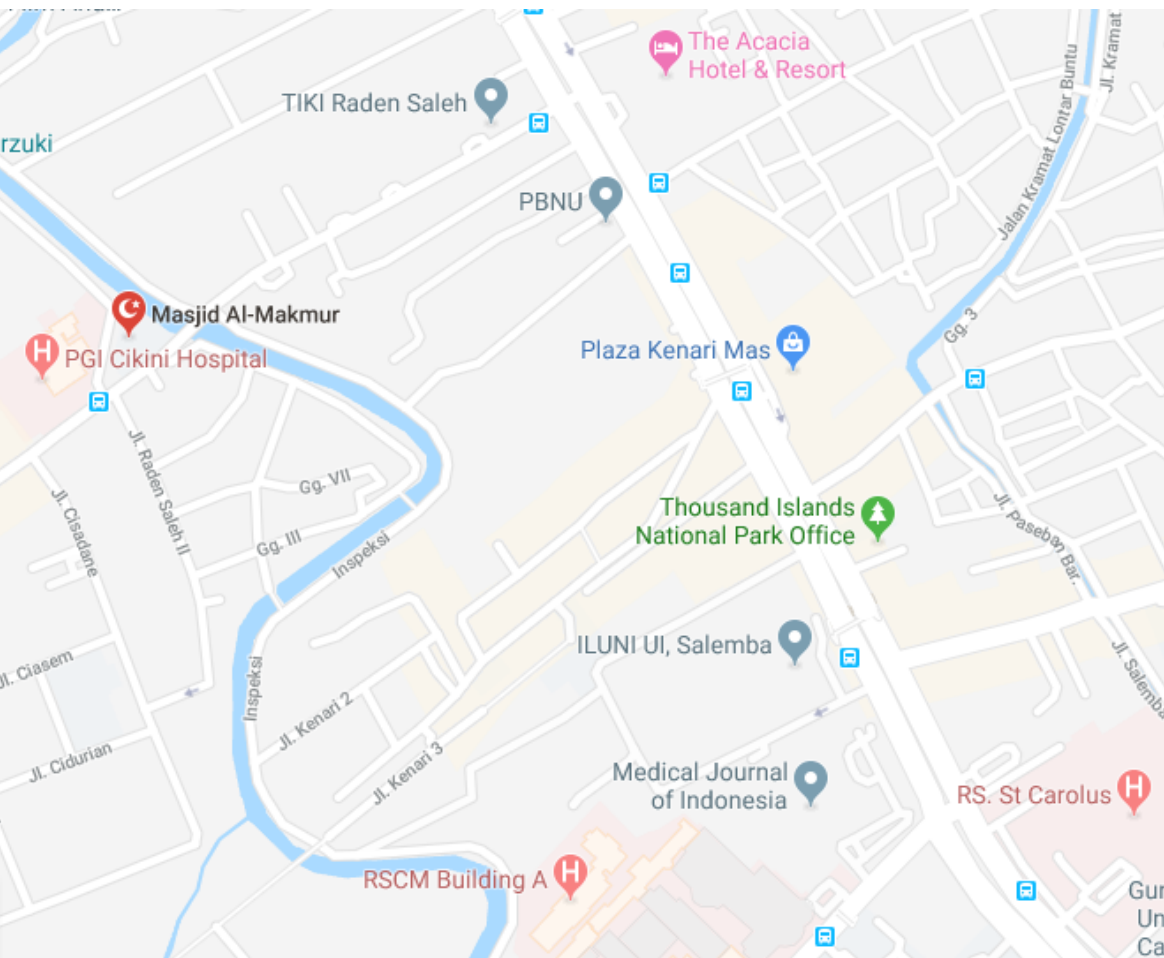 The Acacia
Hotel & Resort
Jl. Kramat
TIKI Raden Saleh
Jalan Kramat Lontar Buntu
rzuki
PBNU
Masjid Al-Makmur
Gg. 3
PGI Cikini Hospital
Plaza Kenari Mas
Jl. Raden Saleh II
Gg. VII
Jl. Cisadane
Thousand Islands
National Park Office
Jl. Paseban Bar.
Gg. III
Inspeksi
ILUNI UI, Salemba
Jl. Ciasem
Inspeksi
Jl. Salemba
Jl. Kenari 2
Jl. Cidurian
Jl. Kenari 3
Medical Journal
of Indonesia
RS. St Carolus
RSCM Building A
Gun
Un
Ca